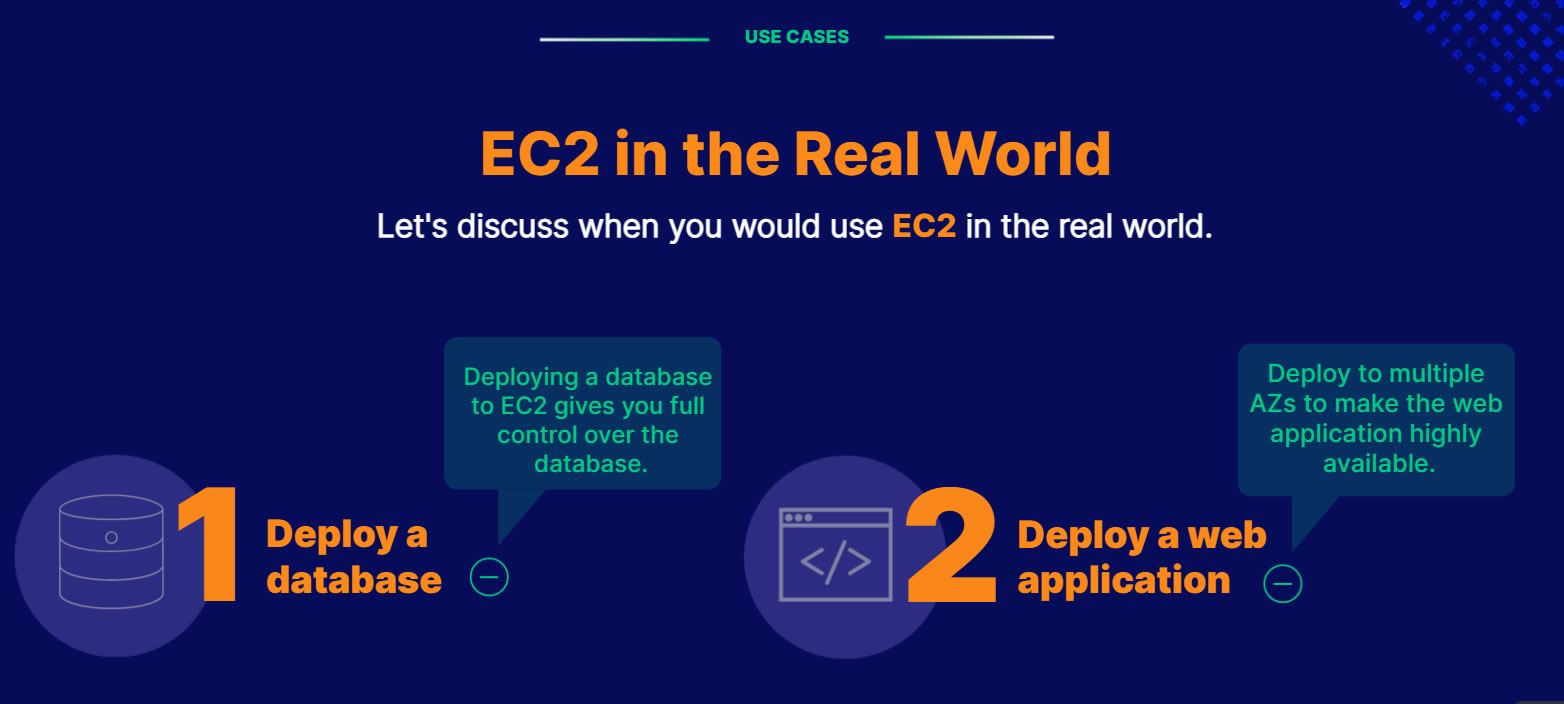 USE CASES
EC2 in the Real World
Let's discuss when you would use EC2 in the real world.
Deploying a database
to EC2 gives you full
control over the
database.
1
Deploy a
database
Deploy to multiple
AZs to make the web
application highly
available.
</>
2
Deploy a web
application